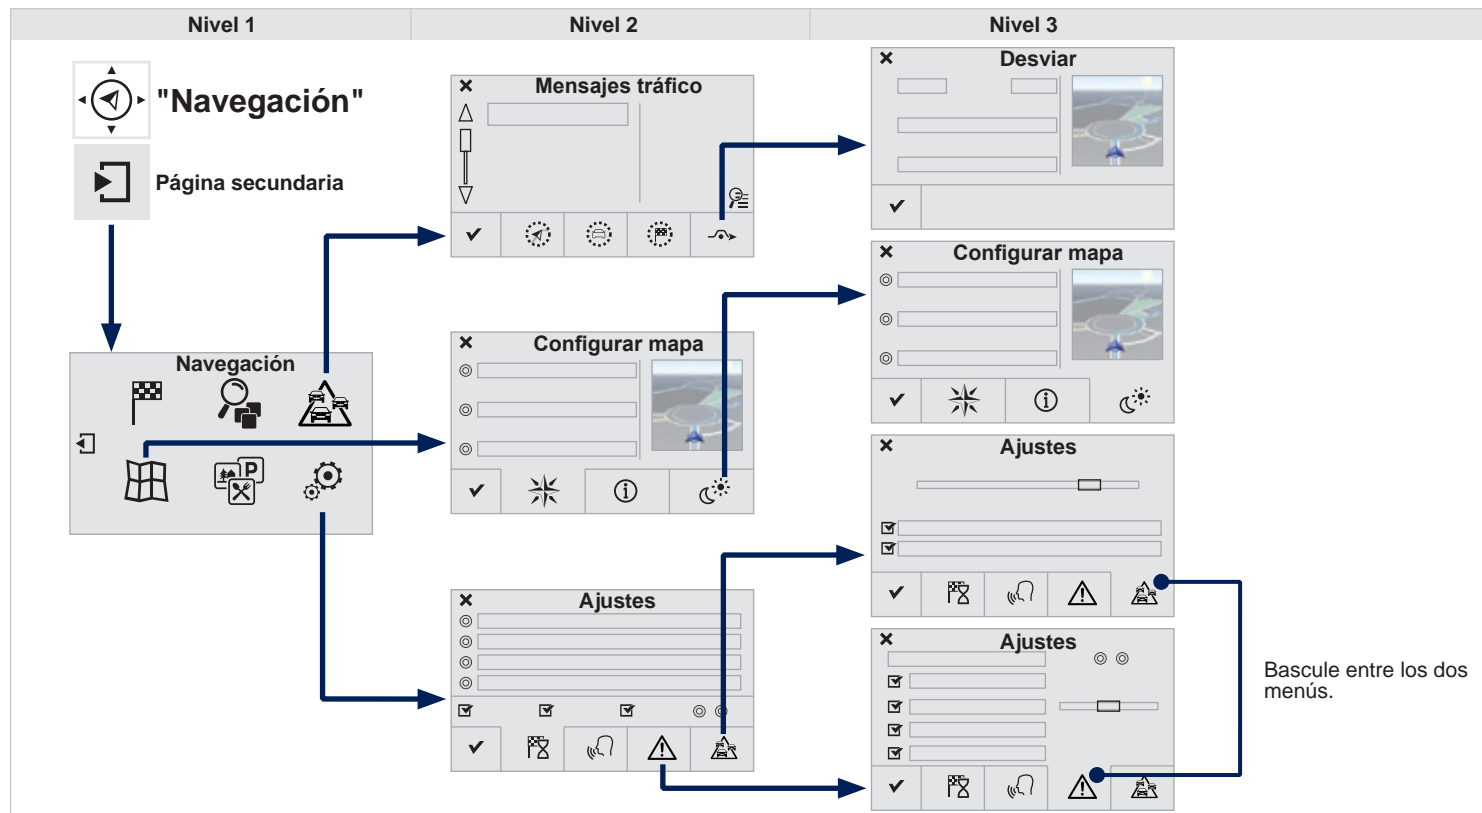 Nivel 1
Nivel 2
Nivel 3
"Navegación"
Página secundaria
Navegación
P
Mensajes tráfico
Configurar mapa
Ajustes
Desviar
Configurar mapa
Ajustes
Ajustes
Bascule entre los dos
menús.